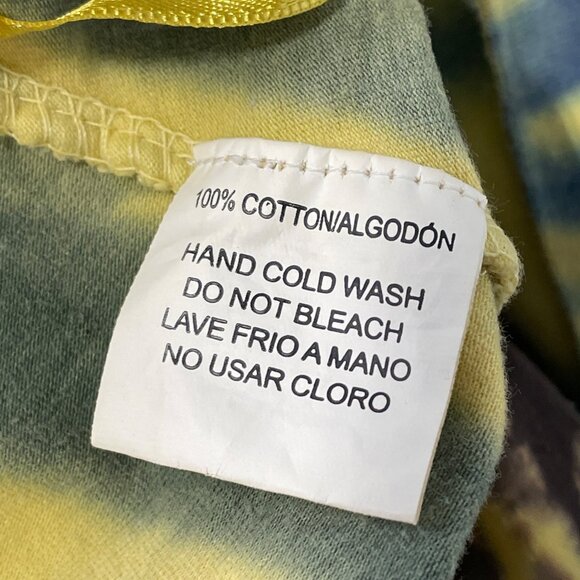 100% COTTON/ALGODÓN
HAND COLD WASH
DO NOT BLEACH
LAVE FRIO A MANO
NO USAR CLORO